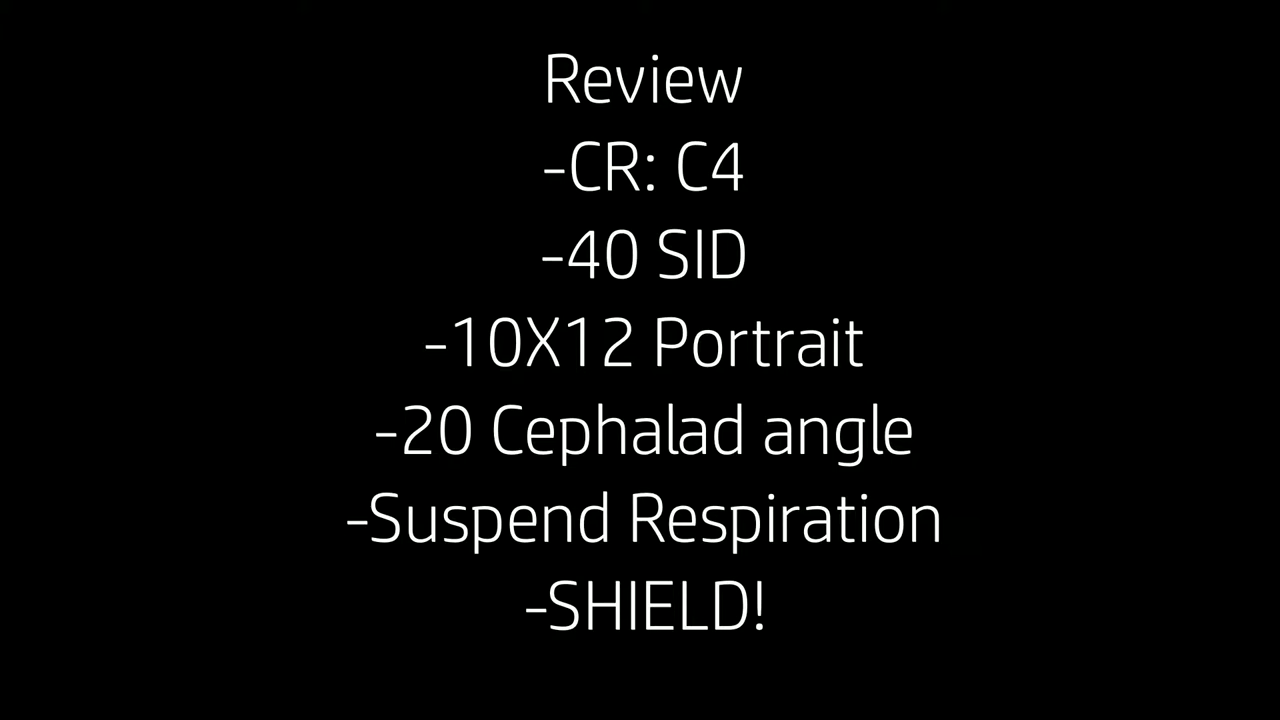 Review
-CR: C4
-40 SID
-10X12 Portrait
-20 Cephalad angle
-Suspend Respiration
-SHIELD!